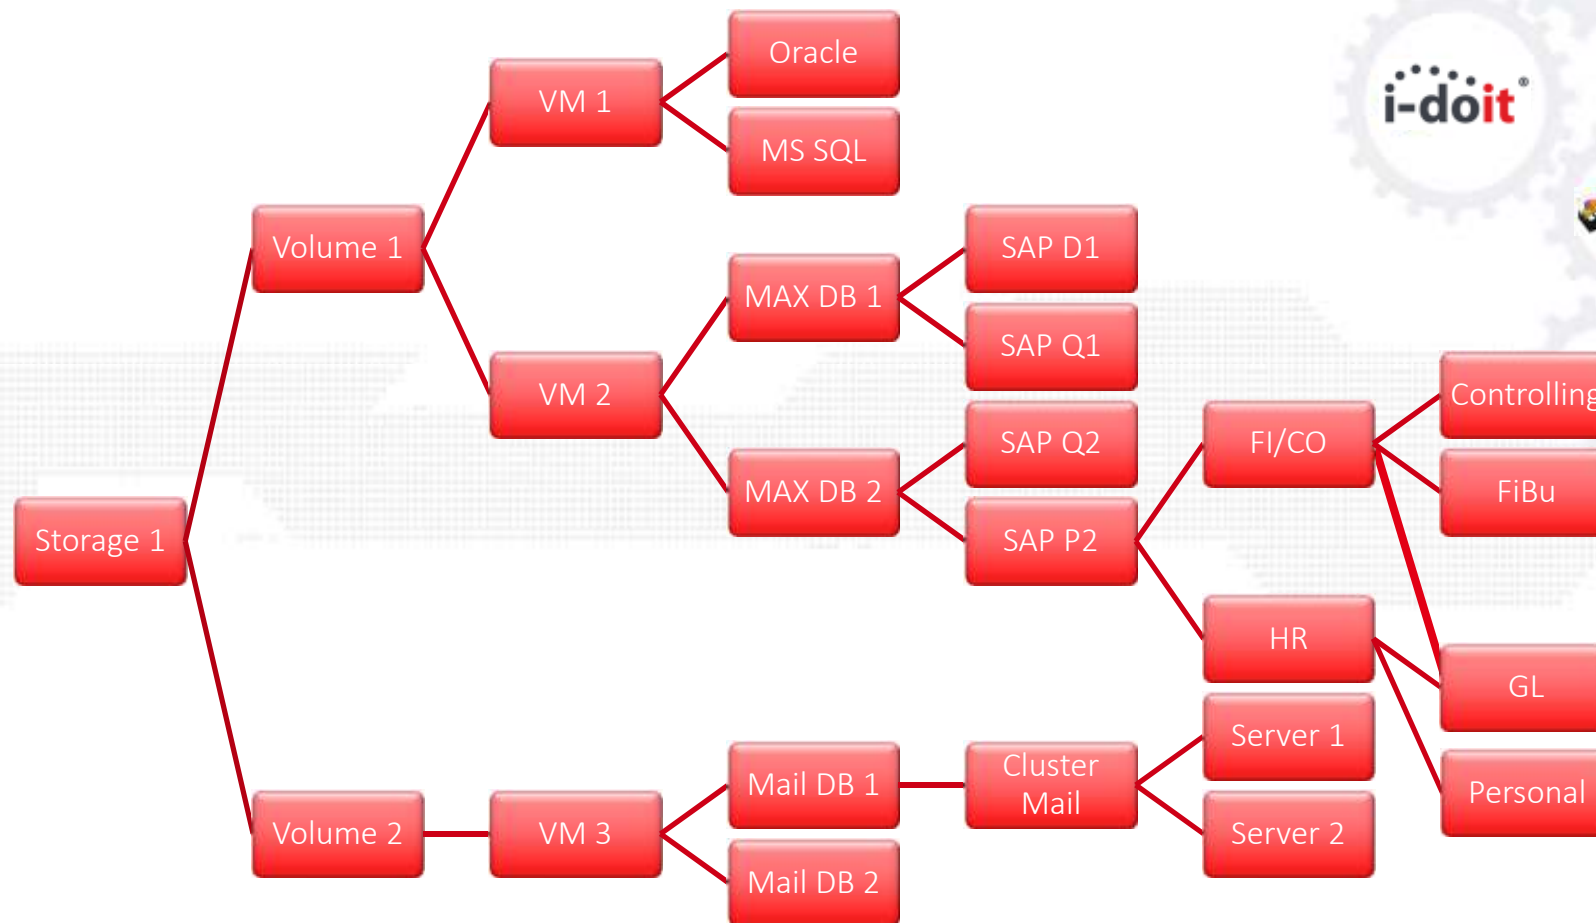 Oracle
i-doit®
VM 1
MS SQL
Volume 1
SAP D1
MAX DB 1
SAP Q1
VM 2
Controlling
SAP Q2
FI/CO
MAX DB 2
FiBu
Storage 1
SAP P2
HR
GL
Server 1
Cluster
Mail
Mail DB 1
Personal
Volume 2
VM 3
Server 2
Mail DB 2